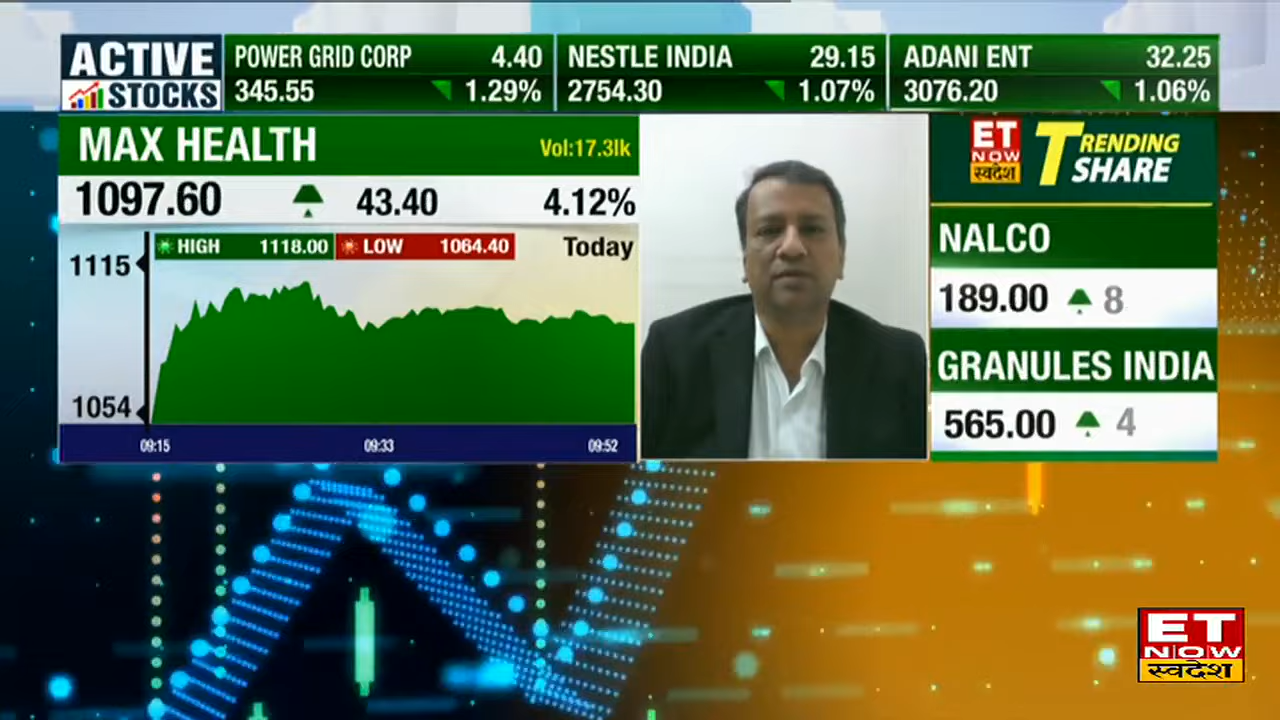 ACTIVE STOCKS
POWER GRID CORP 4.40
345.55 1.29%
NESTLE INDIA 29.15
2754.30 1.07%
ADANI ENT 32.25
3076.20 1.06%
MAX HEALTH Vol:17.3lk
1097.60 43.40 4.12%
HIGH 1118.00 LOW 1064.40 Today
1115
1054
09:15 09:33 09:52
ET NOW स्वदेश
TRENDING SHARE
NALCO
189.00 8
GRANULES INDIA
565.00 4
ET
NOW
स्वदेश